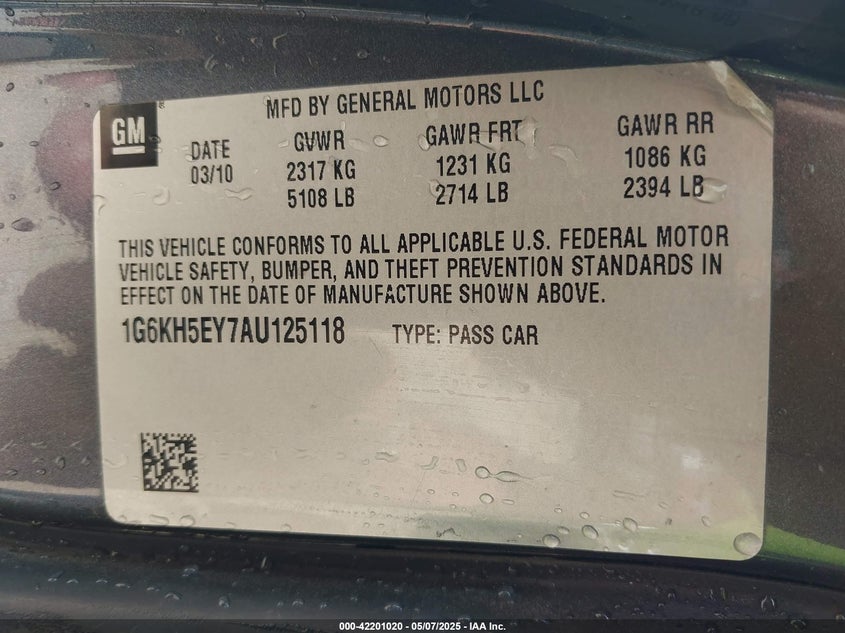 MFD BY GENERAL MOTORS LLC
GM
DATE GVWR GAWR FRT GAWR RR
03/10 2317 KG 1231 KG 1086 KG
5108 LB 2714 LB 2394 LB
THIS VEHICLE CONFORMS TO ALL APPLICABLE U.S. FEDERAL MOTOR
VEHICLE SAFETY, BUMPER, AND THEFT PREVENTION STANDARDS IN
EFFECT ON THE DATE OF MANUFACTURE SHOWN ABOVE.
1G6KH5EY7AU125118 TYPE: PASS CAR
000-42201020 - 05/07/2025 - IAA Inc.